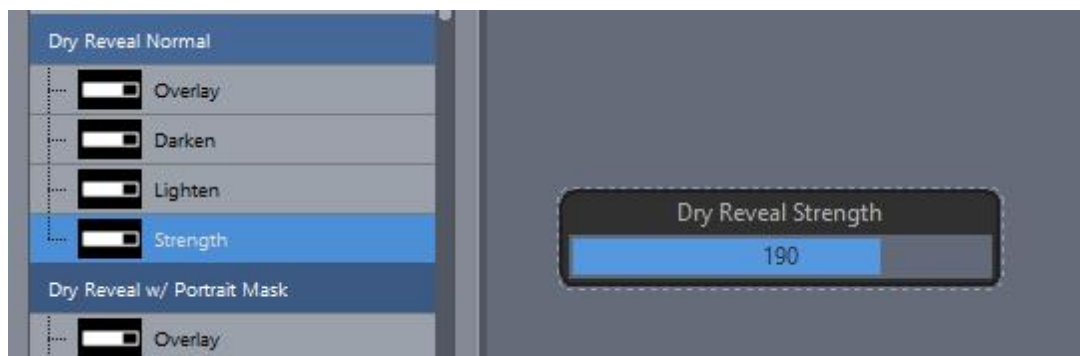 Dry Reveal Normal
Overlay
Darken
Lighten
Strength
Dry Reveal w/ Portrait Mask
Overlay
Dry Reveal Strength
190